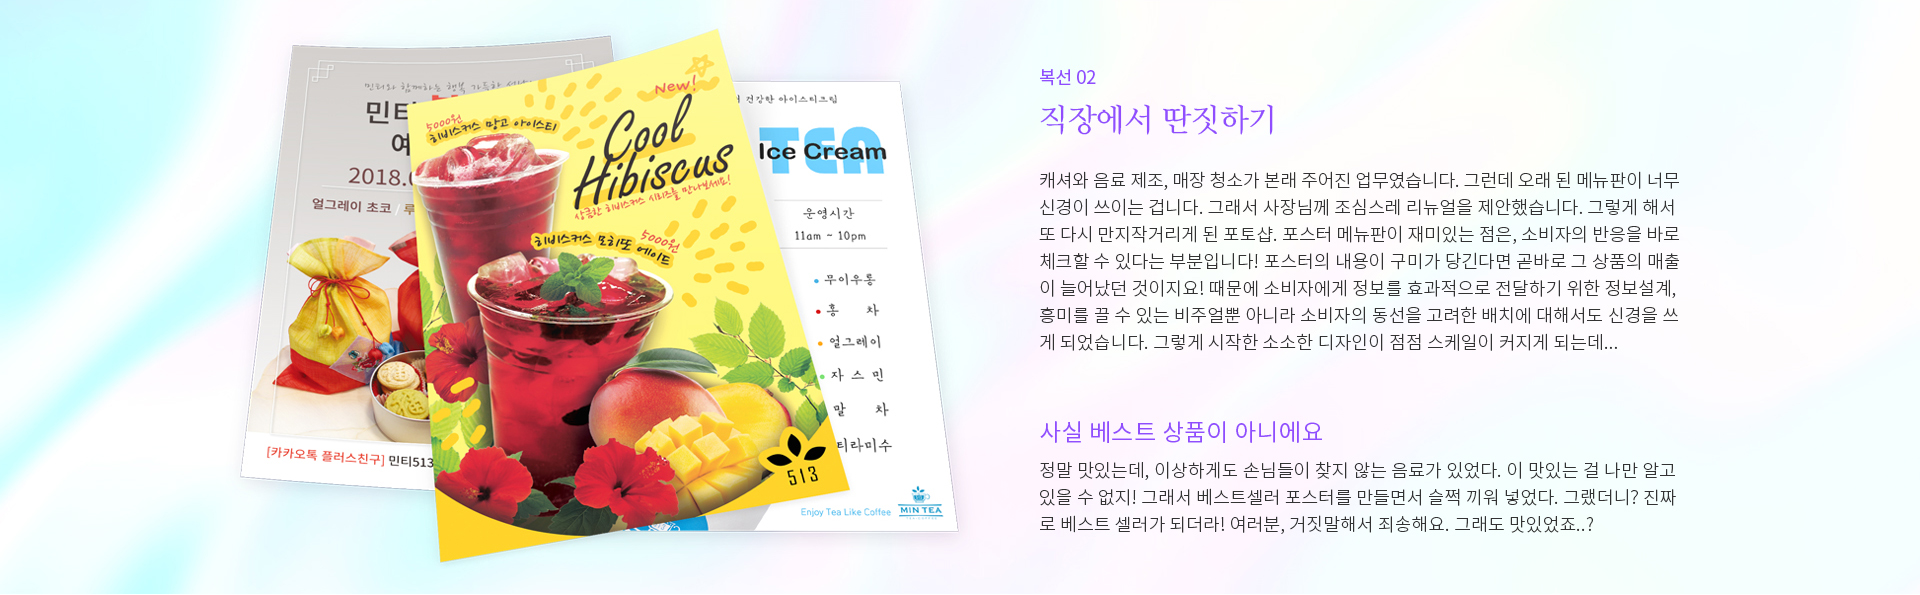 민티와 함께하는 행복 가득한
민티
예
2018.0
얼그레이 초코 / 루
[카카오톡 플러스친구] 민티513
New!
5000원
히비스커스 망고 아이스티
Cool
Hibiscus
상큼한 히비스커스 시리즈를 만나보세요!
5000원
히비스커스 모히또 에이드
513
건강한 아이스티크림
TEA
Ice Cream
운영시간
11am ~ 10pm
무이우롱
홍 차
얼그레이
자 스 민
말 차
티라미수
Enjoy Tea Like Coffee
MIN TEA
복선 02
직장에서 딴짓하기
캐셔와 음료 제조, 매장 청소가 본래 주어진 업무였습니다. 그런데 오래 된 메뉴판이 너무
신경이 쓰이는 겁니다. 그래서 사장님께 조심스레 리뉴얼을 제안했습니다. 그렇게 해서
또 다시 만지작거리게 된 포토샵. 포스터 메뉴판이 재미있는 점은, 소비자의 반응을 바로
체크할 수 있다는 부분입니다! 포스터의 내용이 구미가 당긴다면 곧바로 그 상품의 매출
이 늘어났던 것이지요! 때문에 소비자에게 정보를 효과적으로 전달하기 위한 정보설계,
흥미를 끌 수 있는 비주얼뿐 아니라 소비자의 동선을 고려한 배치에 대해서도 신경을 쓰
게 되었습니다. 그렇게 시작한 소소한 디자인이 점점 스케일이 커지게 되는데...
사실 베스트 상품이 아니에요
정말 맛있는데, 이상하게도 손님들이 찾지 않는 음료가 있었다. 이 맛있는 걸 나만 알고
있을 수 없지! 그래서 베스트셀러 포스터를 만들면서 슬쩍 끼워 넣었다. 그랬더니? 진짜
로 베스트 셀러가 되더라! 여러분, 거짓말해서 죄송해요. 그래도 맛있었죠..?